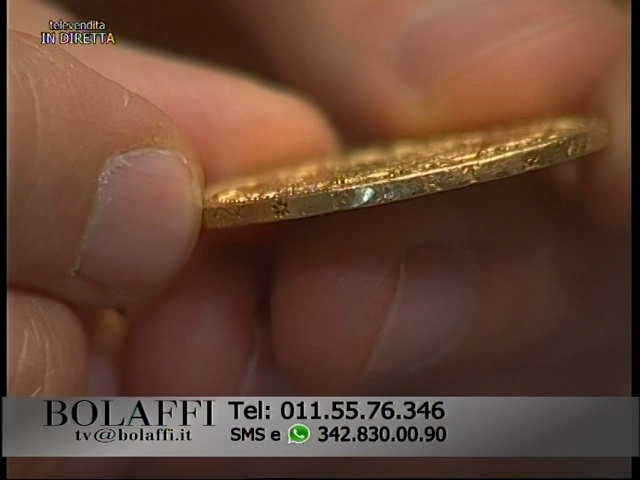 televendita
IN DIRETTA
BOLAFFI
tv@bolaffi.it
Tel: 011.55.76.346
SMS e 342.830.00.90